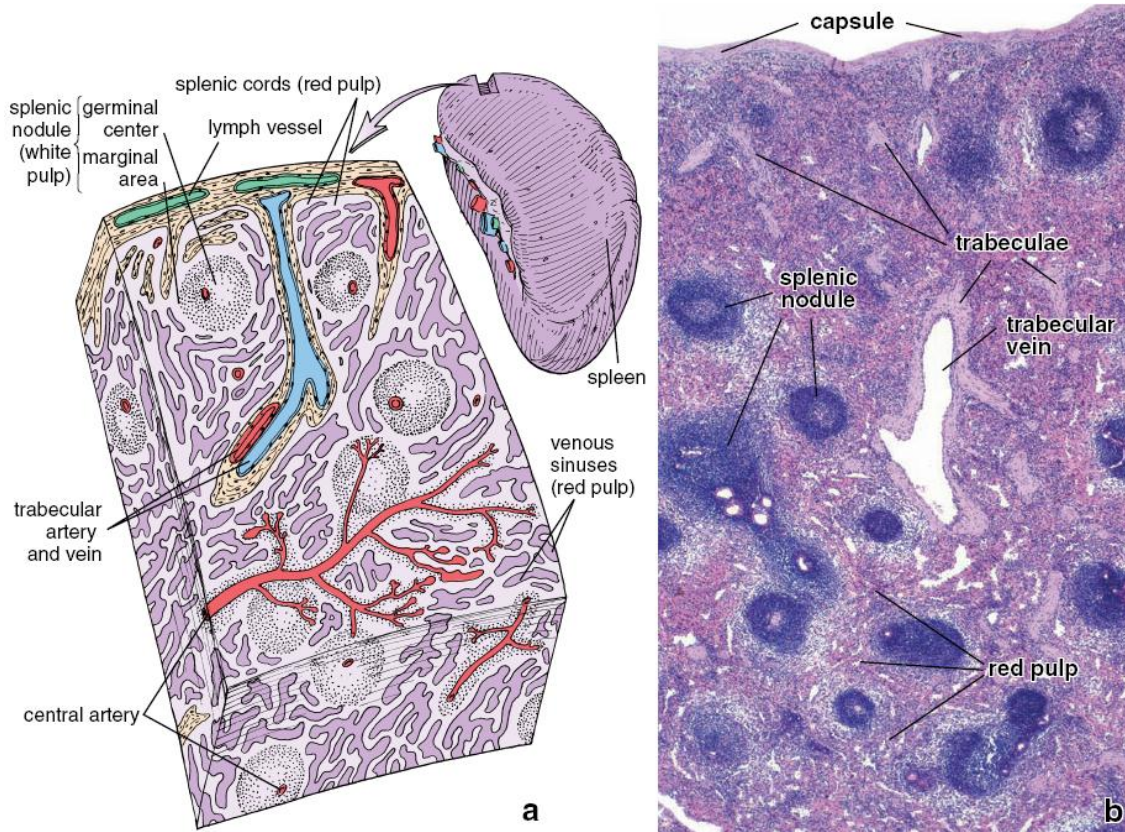 capsule
splenic cords (red pulp)
splenic
nodule
(white
pulp)
germinal
center
marginal
area
lymph vessel
trabeculae
splenic
nodule
trabecular
vein
spleen
venous
sinuses
(red pulp)
trabecular
artery
and vein
red pulp
central artery
a
b